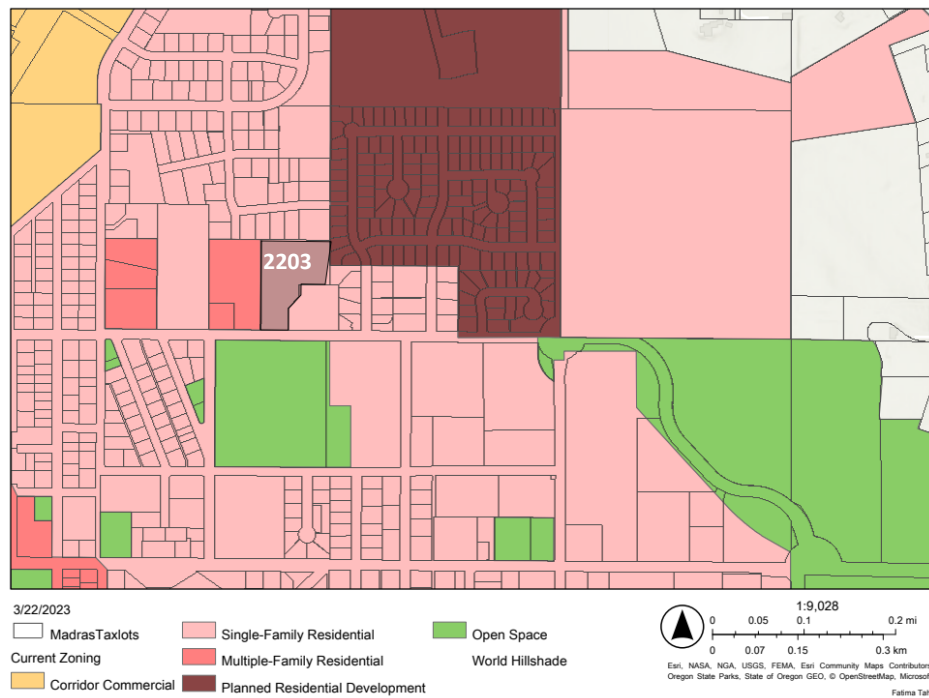 2203
3/22/2023
MadrasTaxlots
Current Zoning
Corridor Commercial
Single-Family Residential
Multiple-Family Residential
Planned Residential Development
Open Space
World Hillshade
1:9,028
0 0.05 0.1 0.2 mi
0 0.07 0.15 0.3 km
Esri, NASA, NGA, USGS, FEMA, Esri Community Maps Contributors
Oregon State Parks, State of Oregon GEO, © OpenStreetMap, Microsof
Fatima Tah